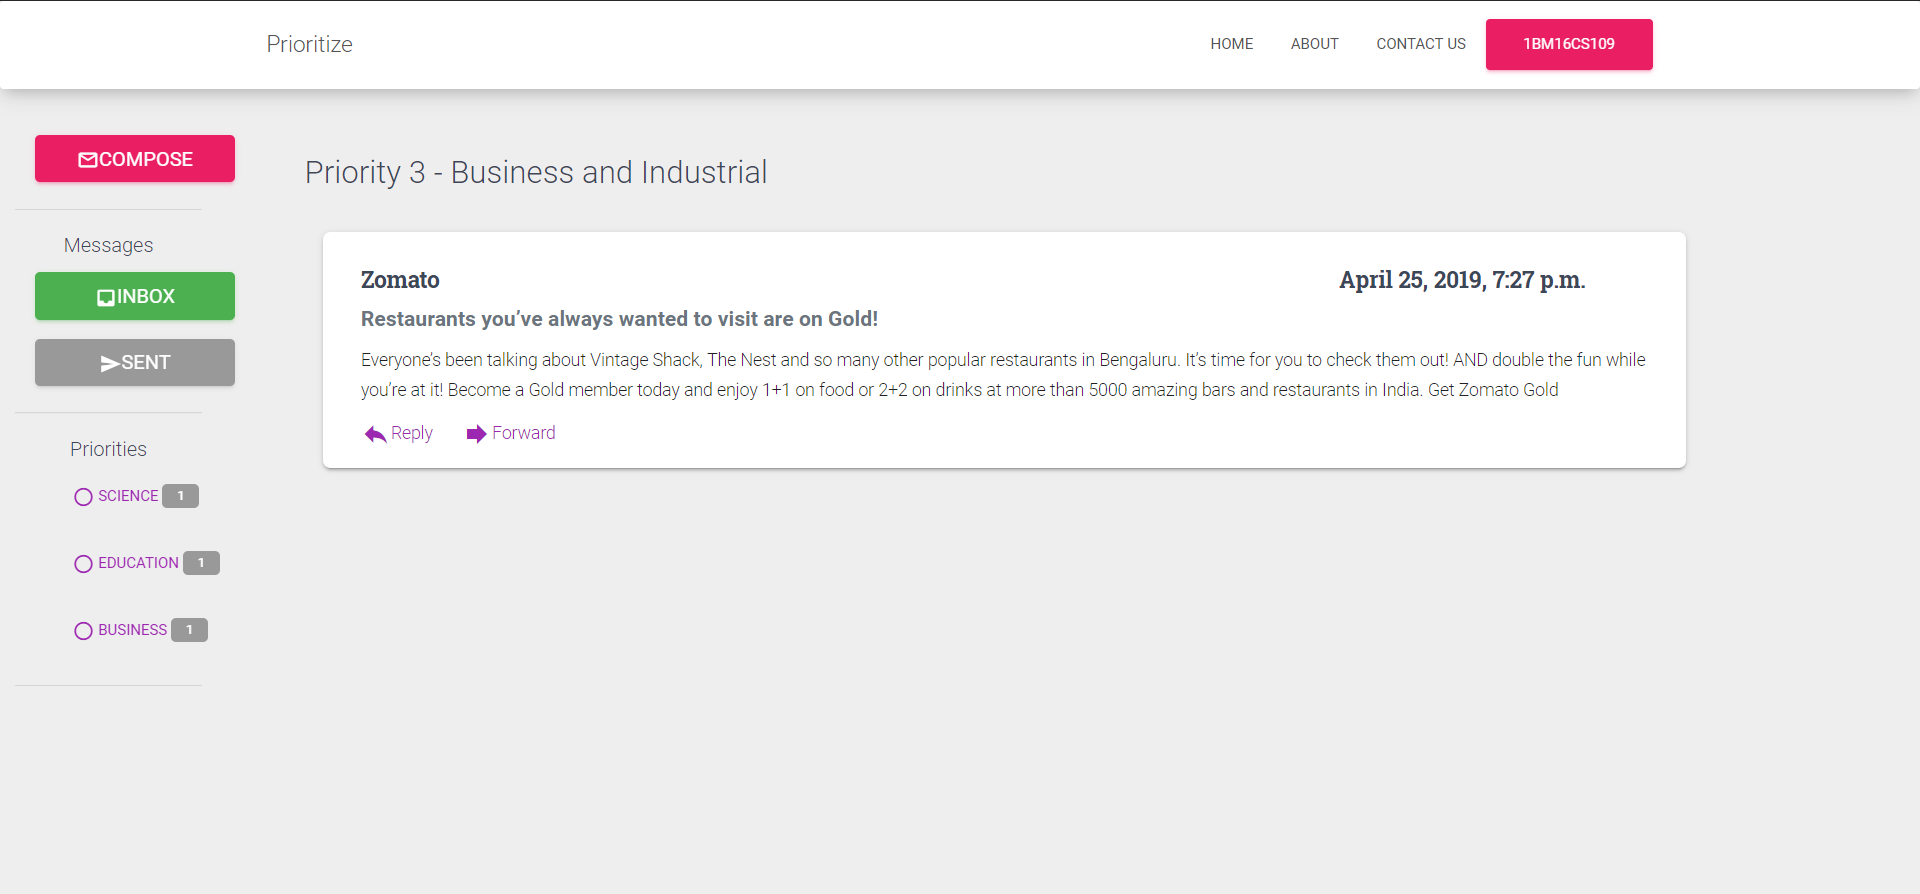 Prioritize
HOME ABOUT CONTACT US 1BM16CS109
COMPOSE
Messages
INBOX
SENT
Priorities
SCIENCE 1
EDUCATION 1
BUSINESS 1
Priority 3 - Business and Industrial
Zomato April 25, 2019, 7:27 p.m.
Restaurants you’ve always wanted to visit are on Gold!
Everyone’s been talking about Vintage Shack, The Nest and so many other popular restaurants in Bengaluru. It’s time for you to check them out! AND double the fun while
you’re at it! Become a Gold member today and enjoy 1+1 on food or 2+2 on drinks at more than 5000 amazing bars and restaurants in India. Get Zomato Gold
Reply Forward